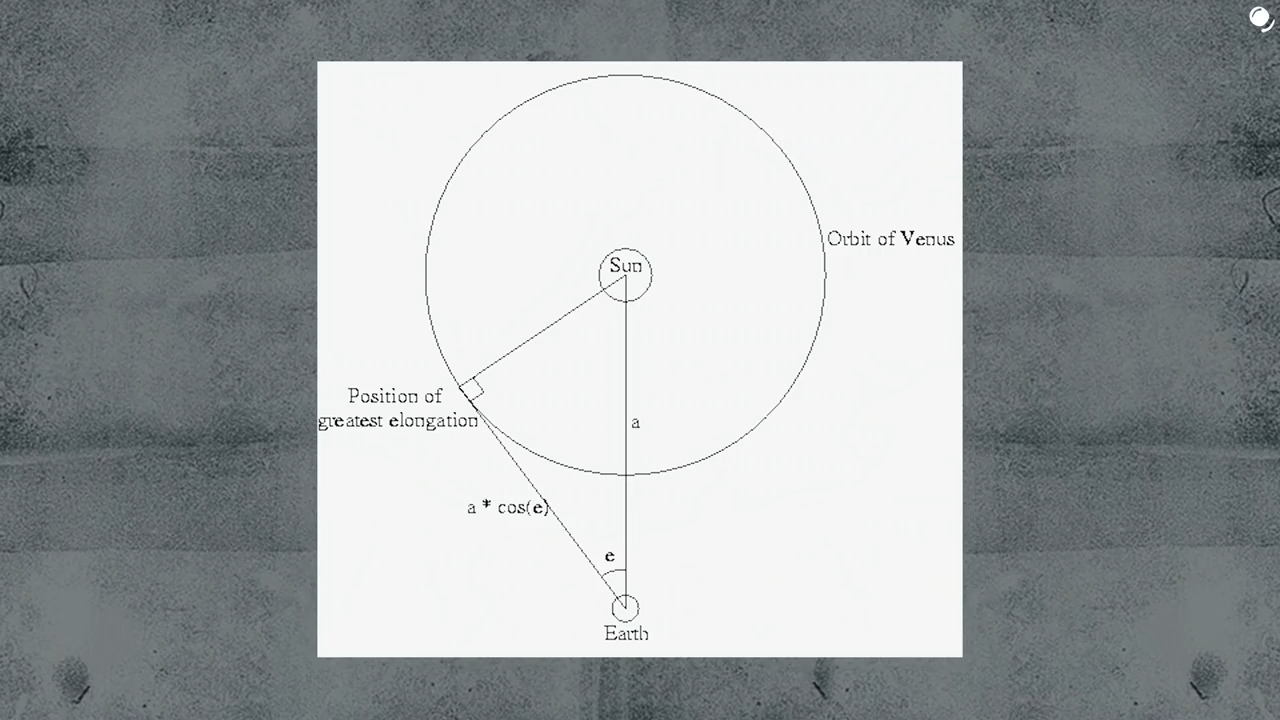 Orbit of Venus
Sun
Position of
greatest elongation
a
a * cos(e)
e
Earth